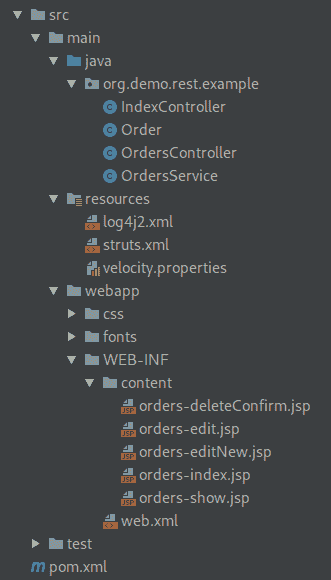 src
main
java
org.demo.rest.example
IndexController
Order
OrdersController
OrdersService
resources
log4j2.xml
struts.xml
velocity.properties
webapp
css
fonts
WEB-INF
content
orders-deleteConfirm.jsp
orders-edit.jsp
orders-editNew.jsp
orders-index.jsp
orders-show.jsp
web.xml
test
pom.xml